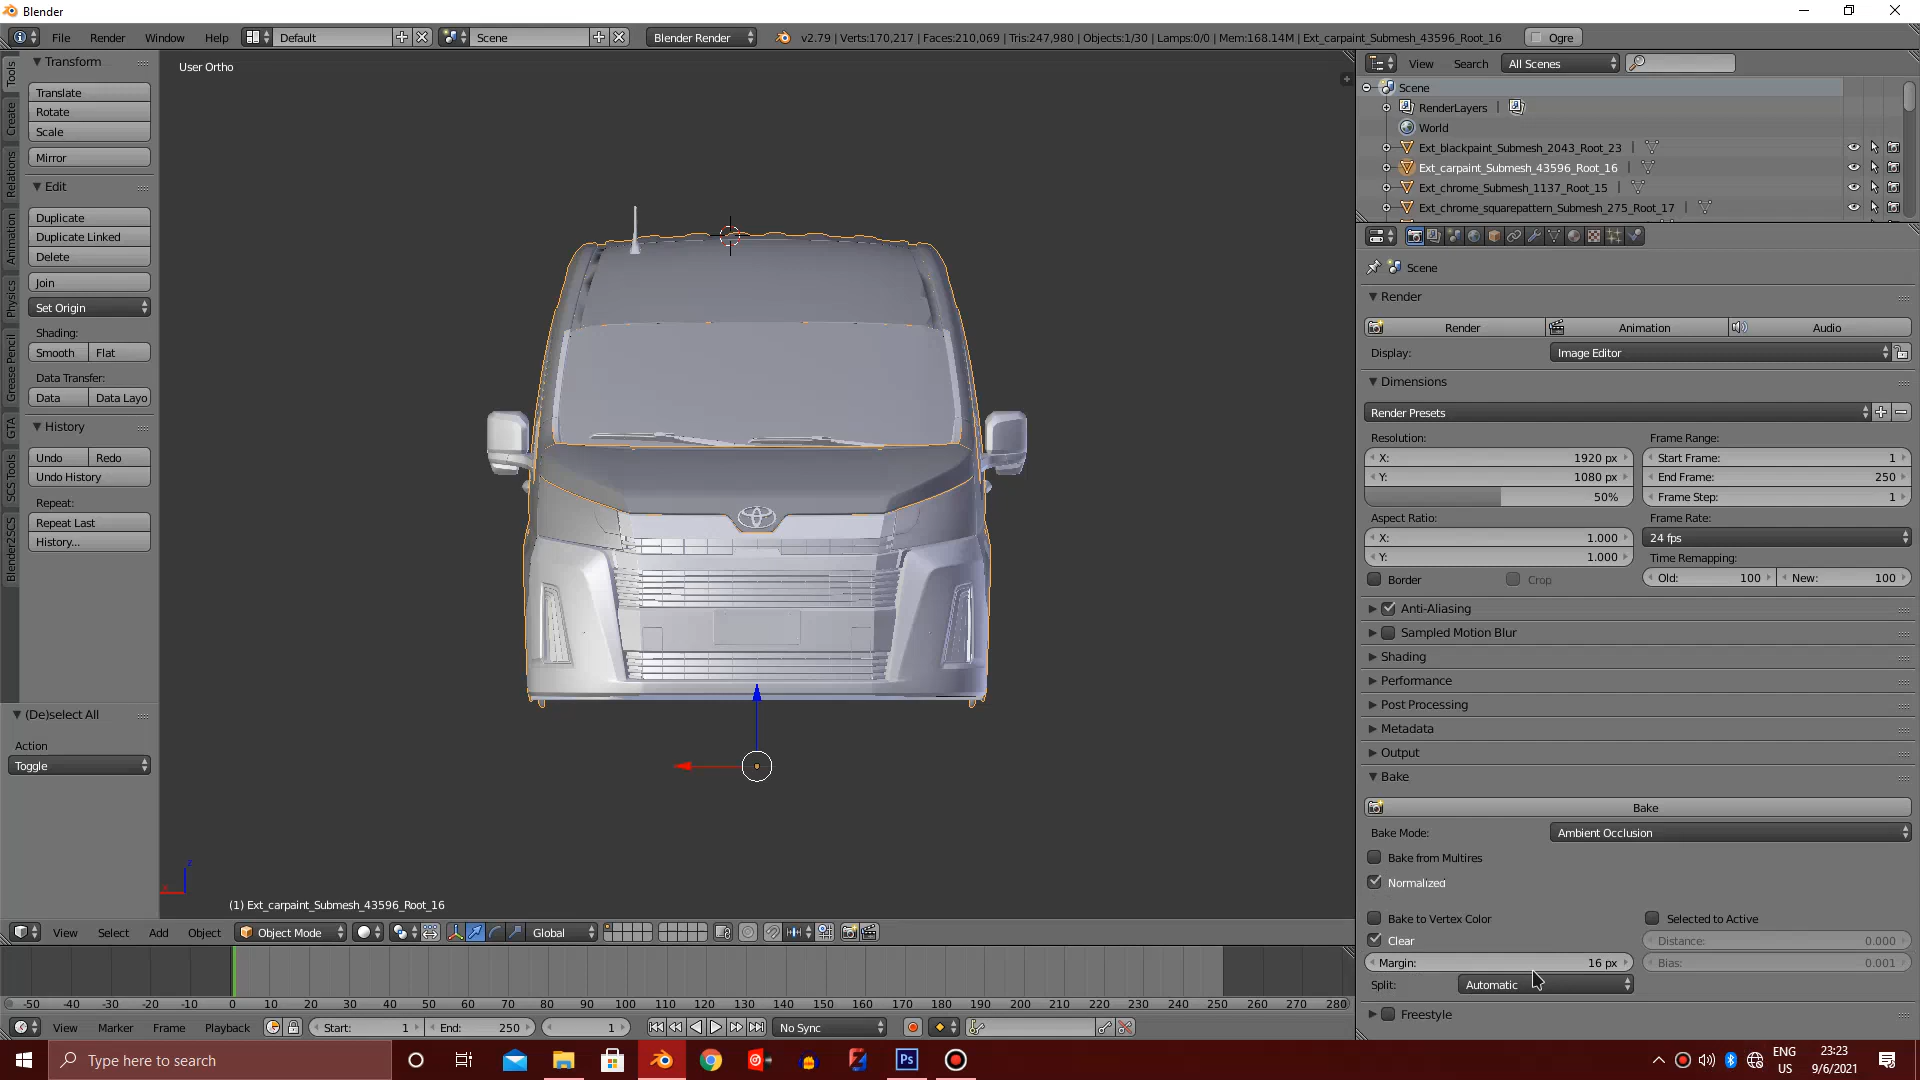 Blender
File Render Window Help Default Scene Blender Render v2.79 | Verts:170,217 | Faces:210,069 | Tris:247,980 | Objects:1/30 | Lamps:0/0 | Mem:168.14M | Ext_carpaint_Submesh_43596_Root_16 Ogre
Tools
Create
Relations
Animation
Physics
Grease Pencil
GTA
SCS Tools
Blender2SCS
Transform
Translate
Rotate
Scale
Mirror
Edit
Duplicate
Duplicate Linked
Delete
Join
Set Origin
Shading:
Smooth Flat
Data Transfer:
Data Data Layo
History
Undo Redo
Undo History
Repeat:
Repeat Last
History...
(De)select All
Action
Toggle
User Ortho
z
x
(1) Ext_carpaint_Submesh_43596_Root_16
View Select Add Object Object Mode Global
-50 -40 -30 -20 -10 0 10 20 30 40 50 60 70 80 90 100 110 120 130 140 150 160 170 180 190 200 210 220 230 240 250 260 270 280
View Marker Frame Playback Start: 1 End: 250 1 No Sync
View Search All Scenes
Scene
RenderLayers |
World
Ext_blackpaint_Submesh_2043_Root_23 |
Ext_carpaint_Submesh_43596_Root_16 |
Ext_chrome_Submesh_1137_Root_15 |
Ext_chrome_squarepattern_Submesh_275_Root_17 |
Scene
Render
Render Animation Audio
Display: Image Editor
Dimensions
Render Presets
Resolution: Frame Range:
X: 1920 px Start Frame: 1
Y: 1080 px End Frame: 250
50% Frame Step: 1
Aspect Ratio: Frame Rate:
X: 1.000 24 fps
Y: 1.000 Time Remapping:
Border Crop Old: 100 New: 100
Anti-Aliasing
Sampled Motion Blur
Shading
Performance
Post Processing
Metadata
Output
Bake
Bake
Bake Mode: Ambient Occlusion
Bake from Multires
Normalized
Bake to Vertex Color Selected to Active
Clear Distance: 0.000
Margin: 16 px Bias: 0.001
Split: Automatic
Freestyle
Type here to search
Ps
ENG
US
23:23
9/6/2021